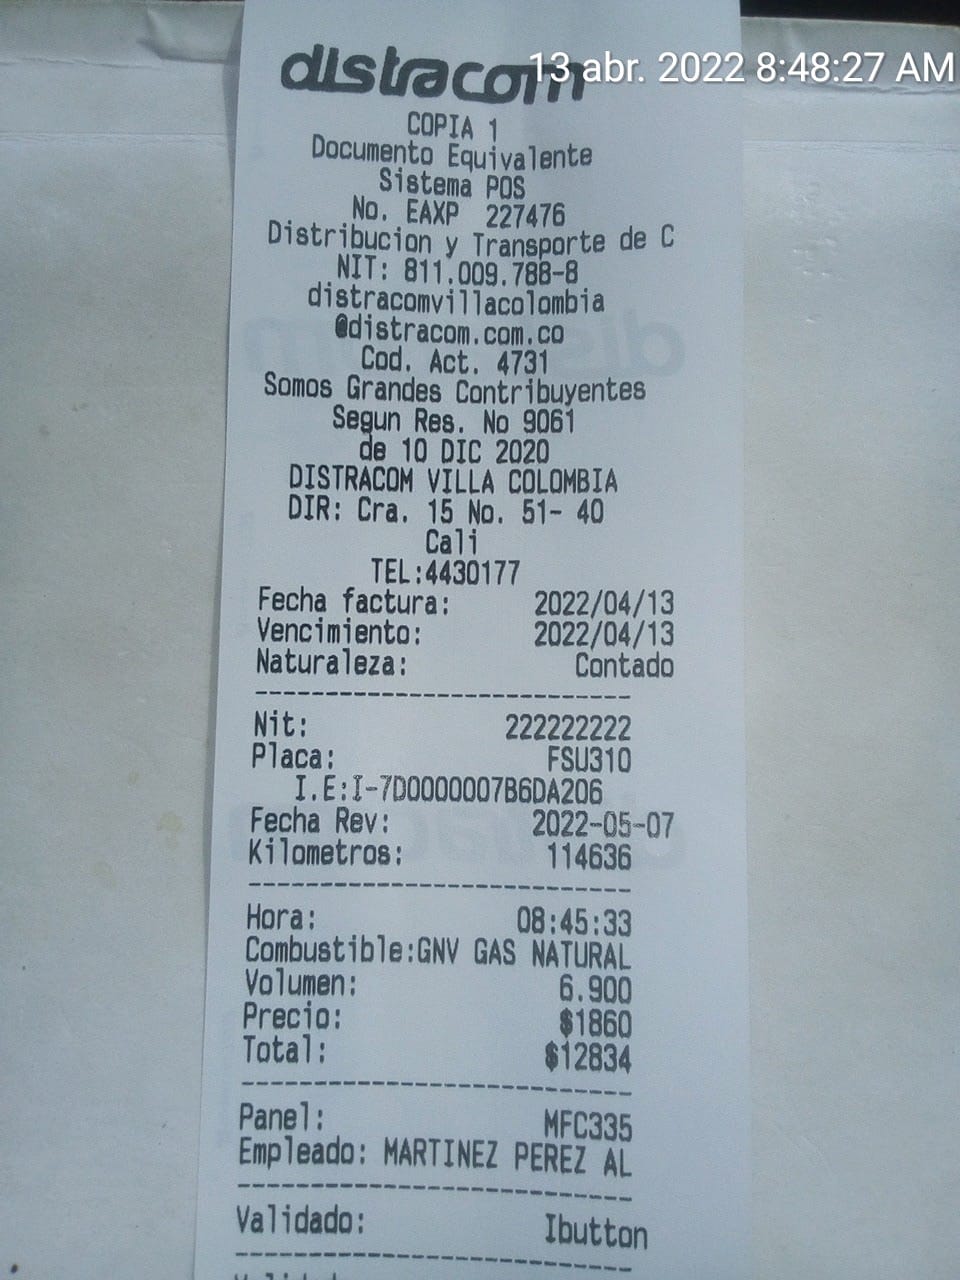 distracom
13 abr. 2022 8:48:27 AM
COPIA 1
Documento Equivalente
Sistema POS
No. EAXP 227476
Distribucion y Transporte de C
NIT: 811.009.788-8
distracomvillacolombia
@distracom.com.co
Cod. Act. 4731
Somos Grandes Contribuyentes
Segun Res. No 9061
de 10 DIC 2020
DISTRACOM VILLA COLOMBIA
DIR: Cra. 15 No. 51- 40
Cali
TEL:4430177
Fecha factura: 2022/04/13
Vencimiento: 2022/04/13
Naturaleza: Contado
Nit: 222222222
Placa: FSU310
I.E:I-7D0000007B6DA206
Fecha Rev: 2022-05-07
Kilometros: 114636
Hora: 08:45:33
Combustible:GNV GAS NATURAL
Volumen: 6.900
Precio: $1860
Total: $12834
Panel: MFC335
Empleado: MARTINEZ PEREZ AL
Validado: Ibutton